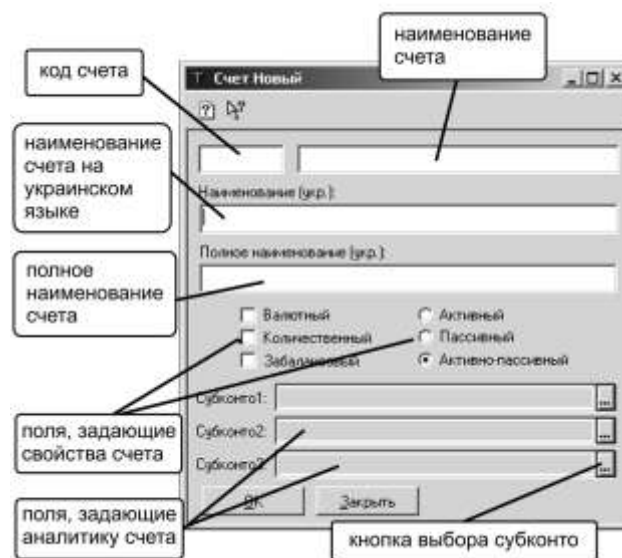 наименование
счета
код счета
Счет Новый
наименование
счета на
украинском
языке
Наименование (укр.):
Полное наименование (укр.):
полное
наименование
счета
Валютный
Активный
Количественный
Пассивный
Забалансовый
Активно-пассивный
Субконто1:
...
поля, задающие
свойства счета
Субконто2:
...
Субконто3:
...
поля, задающие
аналитику счета
OK
Закрыть
кнопка выбора субконто